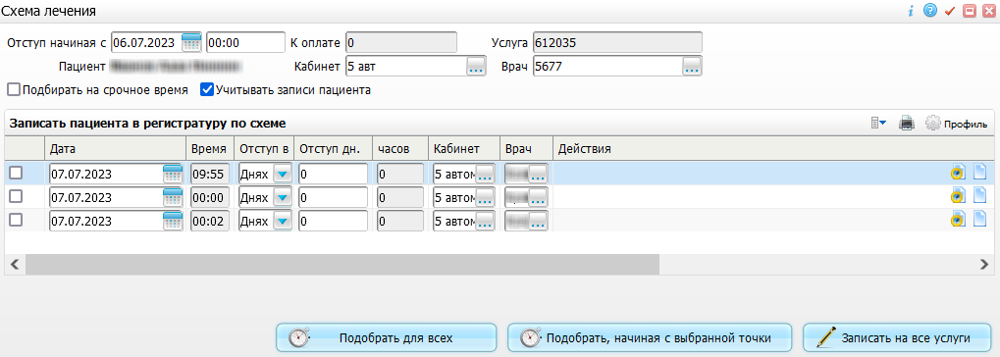 Схема лечения
Отступ начиная с 06.07.2023 00:00 К оплате 0 Услуга 612035
Пациент Кабинет 5 авт ... Врач 5677 ...
Подбирать на срочное время Учитывать записи пациента
Записать пациента в регистратуру по схеме Профиль
Дата Время Отступ в Отступ дн. часов Кабинет Врач Действия
07.07.2023 09:55 Днях 0 0 5 автом ... ...
07.07.2023 00:00 Днях 0 0 5 автом ... ...
07.07.2023 00:02 Днях 0 0 5 автом ... ...
Подобрать для всех Подобрать, начиная с выбранной точки Записать на все услуги